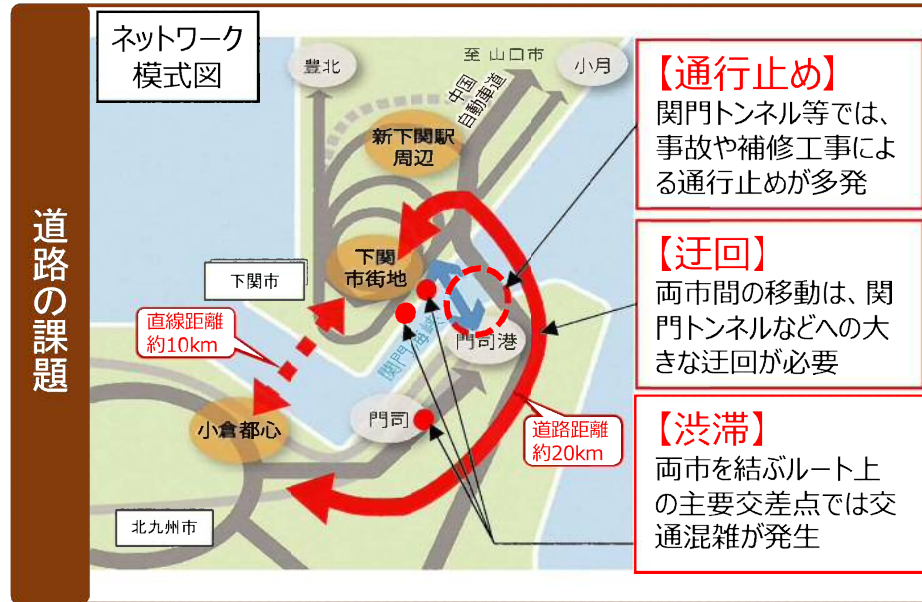 道路の課題
ネットワーク
模式図
豊北
至 山口市
小月
中国
自動車道
新下関駅
周辺
下関
市街地
下関市
直線距離
約10km
関門海峡
門司港
門司
小倉都心
道路距離
約20km
北九州市
【通行止め】
関門トンネル等では、
事故や補修工事によ
る通行止めが多発
【迂回】
両市間の移動は、関
門トンネルなどへの大
きな迂回が必要
【渋滞】
両市を結ぶルート上
の主要交差点では交
通混雑が発生